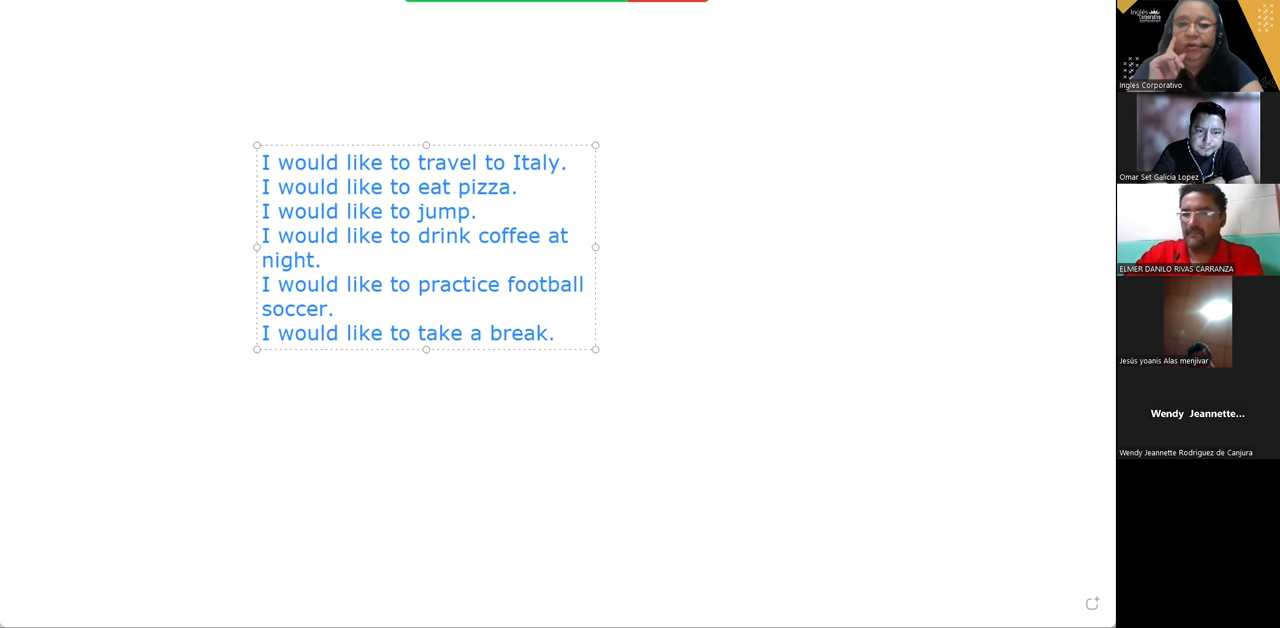 I would like to travel to Italy.
I would like to eat pizza.
I would like to jump.
I would like to drink coffee at
night.
I would like to practice football
soccer.
I would like to take a break.
Inglés
Corporativo
Ingles Corporativo
Omar Set Galicia Lopez
ELMER DANILO RIVAS CARRANZA
Jesús yoanis Alas menjivar
Wendy Jeannette...
Wendy Jeannette Rodriguez de Canjura